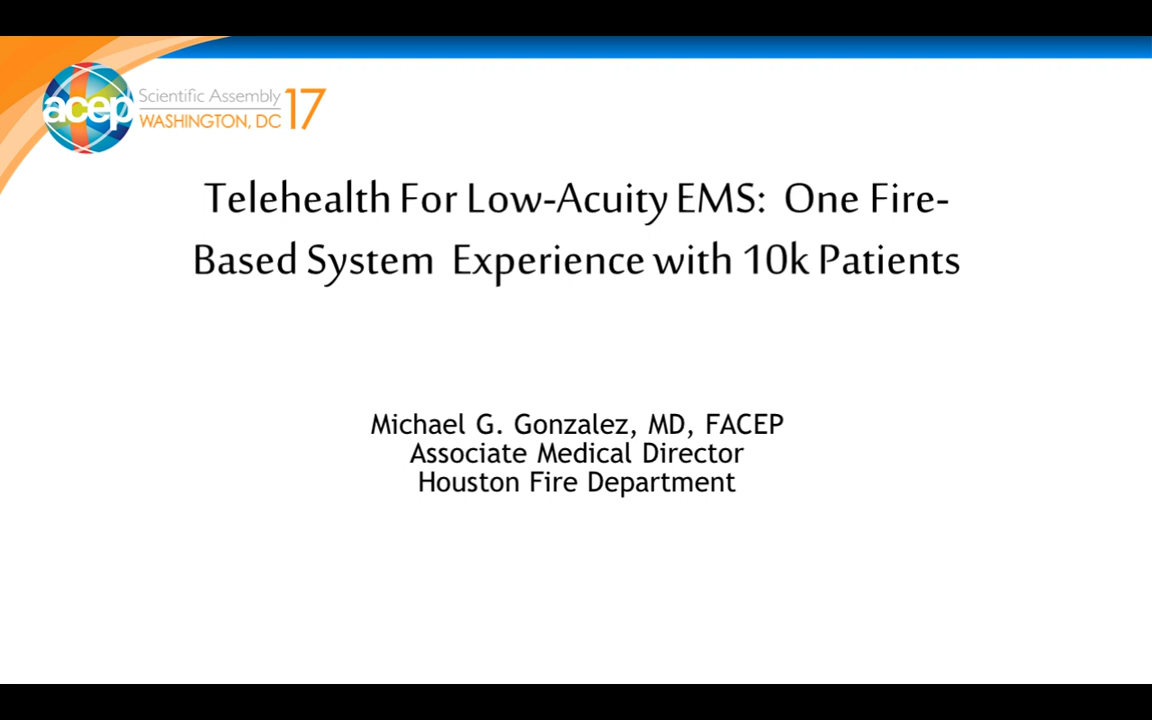 acep
Scientific Assembly 17
WASHINGTON, DC
Telehealth For Low-Acuity EMS: One Fire-
Based System Experience with 10k Patients
Michael G. Gonzalez, MD, FACEP
Associate Medical Director
Houston Fire Department